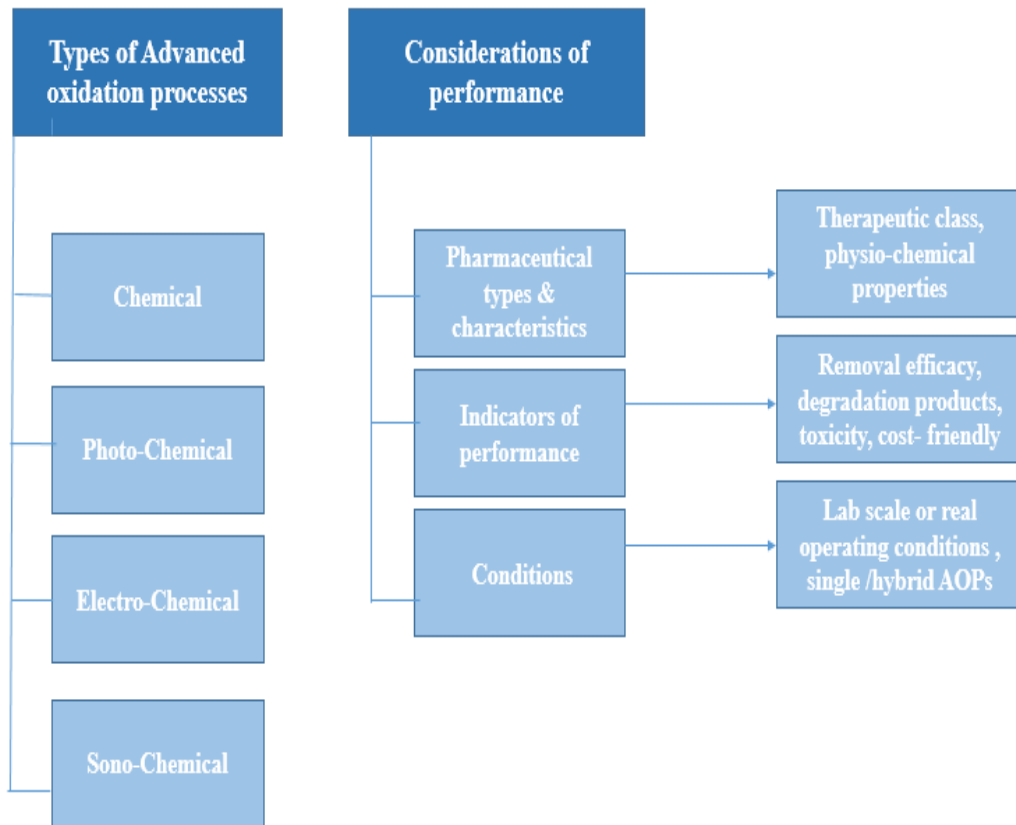 Types of Advanced
oxidation processes
Chemical
Photo-Chemical
Electro-Chemical
Sono-Chemical
Considerations of
performance
Pharmaceutical
types &
characteristics
Therapeutic class,
physio-chemical
properties
Indicators of
performance
Removal efficacy,
degradation products,
toxicity, cost- friendly
Conditions
Lab scale or real
operating conditions ,
single /hybrid AOPs